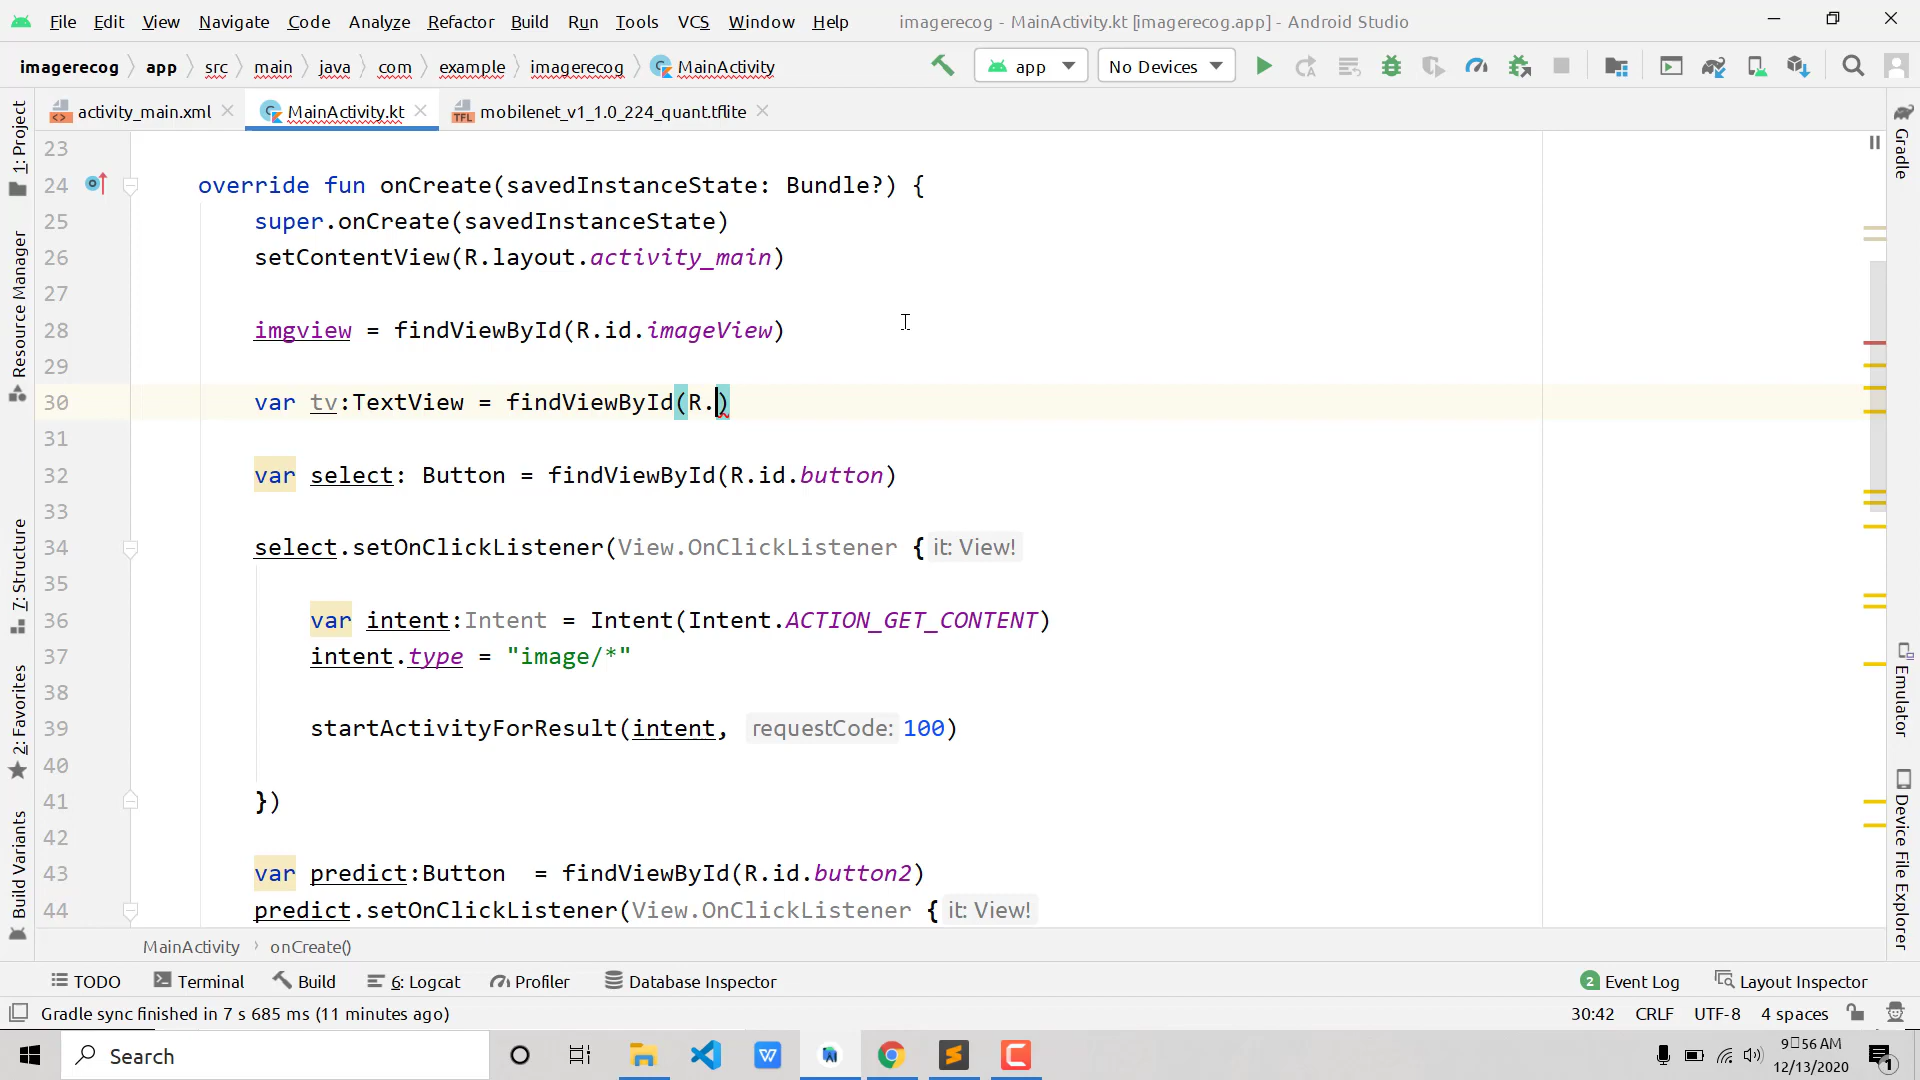 File Edit View Navigate Code Analyze Refactor Build Run Tools VCS Window Help imagerecog - MainActivity.kt [imagerecog.app] - Android Studio
imagerecog app src main java com example imagerecog MainActivity app No Devices
activity_main.xml MainActivity.kt TFL mobilenet_v1_1.0_224_quant.tflite
23
24 override fun onCreate(savedInstanceState: Bundle?) {
25 super.onCreate(savedInstanceState)
26 setContentView(R.layout.activity_main)
27
28 imgview = findViewById(R.id.imageView)
29
30 var tv:TextView = findViewById(R.)
31
32 var select: Button = findViewById(R.id.button)
33
34 select.setOnClickListener(View.OnClickListener { it: View!
35
36 var intent:Intent = Intent(Intent.ACTION_GET_CONTENT)
37 intent.type = "image/*"
38
39 startActivityForResult(intent, requestCode: 100)
40
41 })
42
43 var predict:Button  = findViewById(R.id.button2)
44 predict.setOnClickListener(View.OnClickListener { it: View!
1: Project
Resource Manager
7: Structure
2: Favorites
Build Variants
Gradle
Emulator
Device File Explorer
MainActivity onCreate()
TODO Terminal Build 6: Logcat Profiler Database Inspector 2 Event Log Layout Inspector
Gradle sync finished in 7 s 685 ms (11 minutes ago) 30:42 CRLF UTF-8 4 spaces
Search
9:56 AM
12/13/2020
1